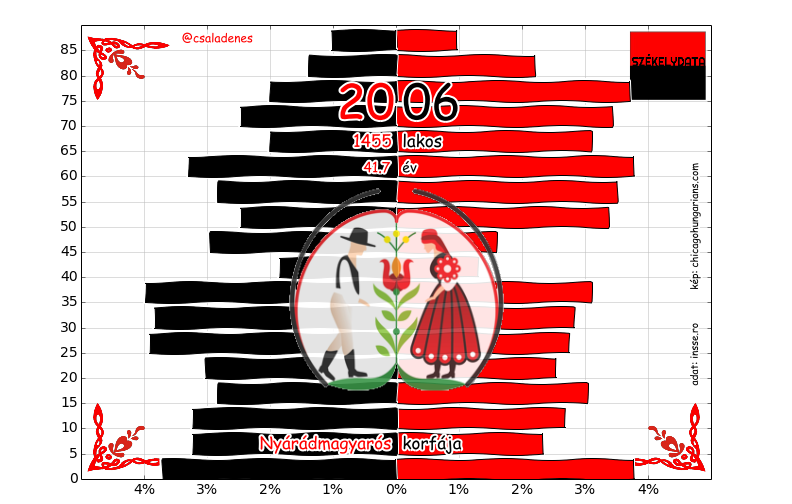 @csaladenes
SZÉKELYDATA
2006
1455 lakos
41.7 év
kép: chicagohungarians.com
adat: insse.ro
Nyárádmagyarós korfája
85
80
75
70
65
60
55
50
45
40
35
30
25
20
15
10
5
0
4% 3% 2% 1% 0% 1% 2% 3% 4%